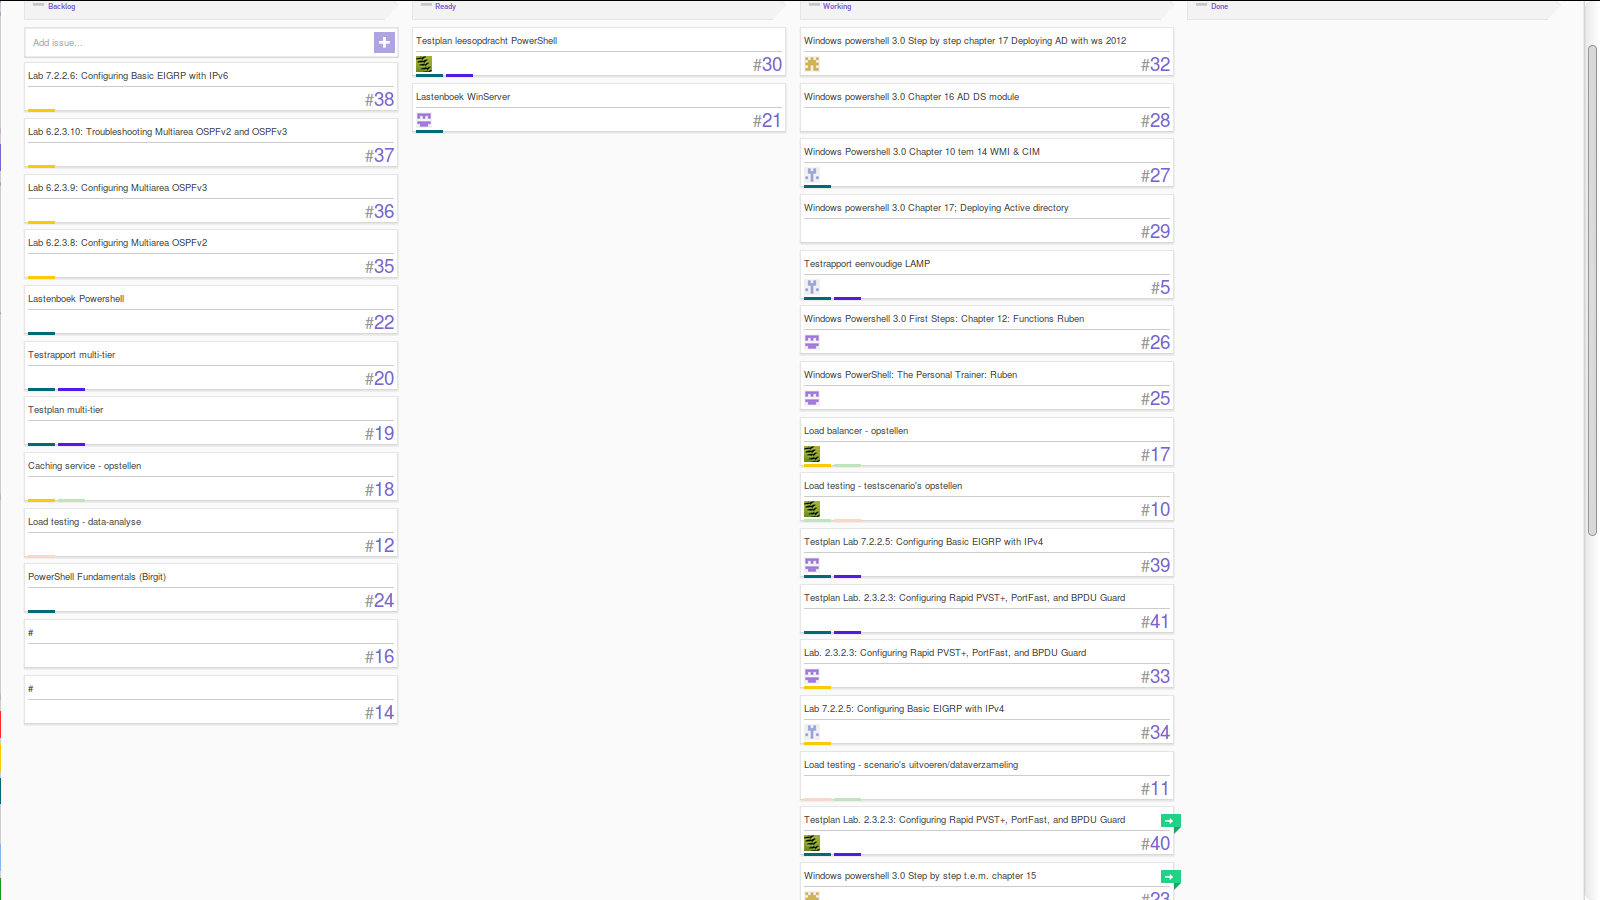 Backlog
Add issue...
Lab 7.2.2.6: Configuring Basic EIGRP with IPv6
#38
Lab 6.2.3.10: Troubleshooting Multiarea OSPFv2 and OSPFv3
#37
Lab 6.2.3.9: Configuring Multiarea OSPFv3
#36
Lab 6.2.3.8: Configuring Multiarea OSPFv2
#35
Lastenboek Powershell
#22
Testrapport multi-tier
#20
Testplan multi-tier
#19
Caching service - opstellen
#18
Load testing - data-analyse
#12
PowerShell Fundamentals (Birgit)
#24
#
#16
#
#14
Ready
Testplan leesopdracht PowerShell
#30
Lastenboek WinServer
#21
Working
Windows powershell 3.0 Step by step chapter 17 Deploying AD with ws 2012
#32
Windows powershell 3.0 Chapter 16 AD DS module
#28
Windows Powershell 3.0 Chapter 10 tem 14 WMI & CIM
#27
Windows powershell 3.0 Chapter 17; Deploying Active directory
#29
Testrapport eenvoudige LAMP
#5
Windows Powershell 3.0 First Steps: Chapter 12: Functions Ruben
#26
Windows PowerShell: The Personal Trainer: Ruben
#25
Load balancer - opstellen
#17
Load testing - testscenario's opstellen
#10
Testplan Lab 7.2.2.5: Configuring Basic EIGRP with IPv4
#39
Testplan Lab. 2.3.2.3: Configuring Rapid PVST+, PortFast, and BPDU Guard
#41
Lab. 2.3.2.3: Configuring Rapid PVST+, PortFast, and BPDU Guard
#33
Lab 7.2.2.5: Configuring Basic EIGRP with IPv4
#34
Load testing - scenario's uitvoeren/dataverzameling
#11
Testplan Lab. 2.3.2.3: Configuring Rapid PVST+, PortFast, and BPDU Guard
#40
Windows powershell 3.0 Step by step t.e.m. chapter 15
#23
Done